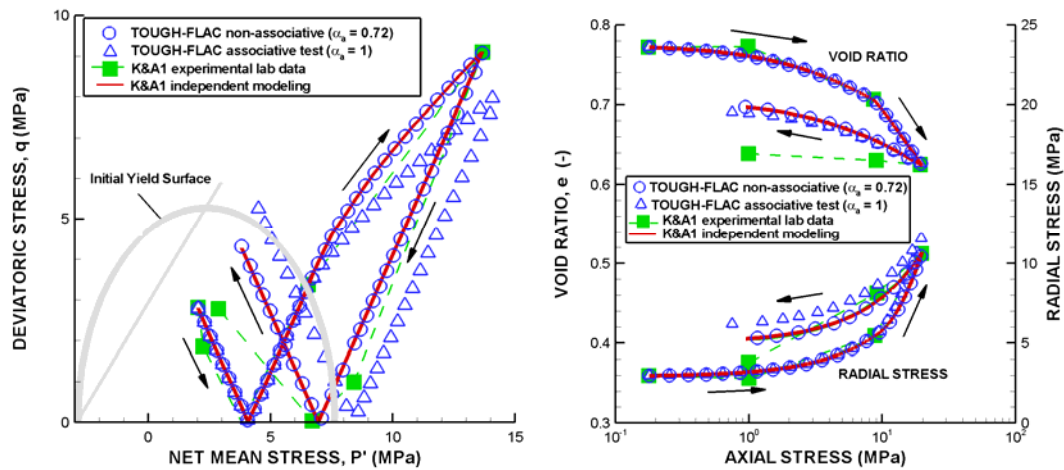 TOUGH-FLAC non-associative (αa = 0.72)
TOUGH-FLAC associative test (αa = 1)
K&A1 experimental lab data
K&A1 independent modeling
Initial Yield Surface
DEVIATORIC STRESS, q (MPa)
10
5
0
0
5
10
15
NET MEAN STRESS, P' (MPa)
VOID RATIO
TOUGH-FLAC non-associative (αa = 0.72)
TOUGH-FLAC associative test (αa = 1)
K&A1 experimental lab data
K&A1 independent modeling
RADIAL STRESS
VOID RATIO, e (-)
0.8
0.7
0.6
0.5
0.4
0.3
RADIAL STRESS (MPa)
25
20
15
10
5
0
10-1
100
101
102
AXIAL STRESS (MPa)